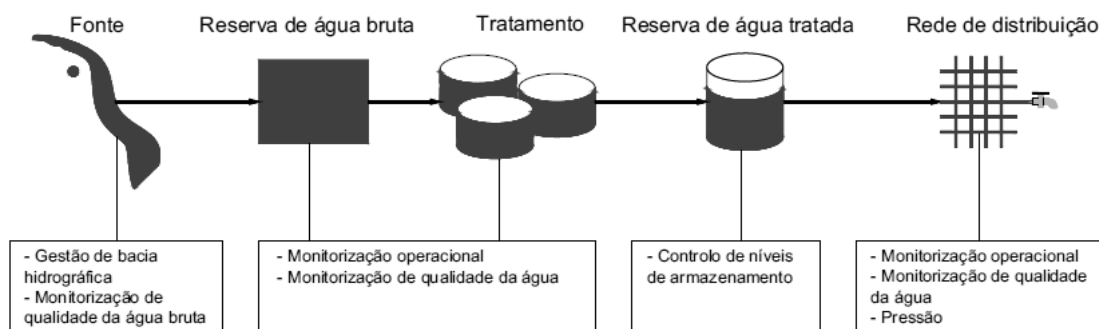 Fonte
Reserva de água bruta
Tratamento
Reserva de água tratada
Rede de distribuição
- Gestão de bacia
hidrográfica
- Monitorização de
qualidade da água bruta
- Monitorização operacional
- Monitorização de qualidade da água
- Controlo de níveis
de armazenamento
- Monitorização operacional
- Monitorização de qualidade
da água
- Pressão